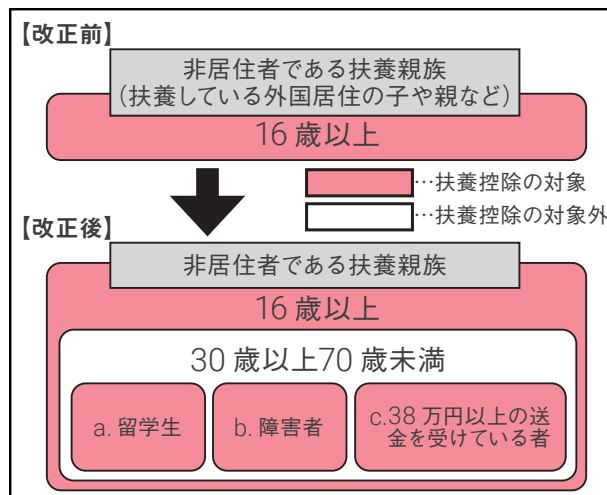 【改正前】
非居住者である扶養親族
(扶養している外国居住の子や親など)
16歳以上
…扶養控除の対象
…扶養控除の対象外
【改正後】
非居住者である扶養親族
16歳以上
30歳以上70歳未満
a. 留学生
b. 障害者
c.38万円以上の送
金を受けている者